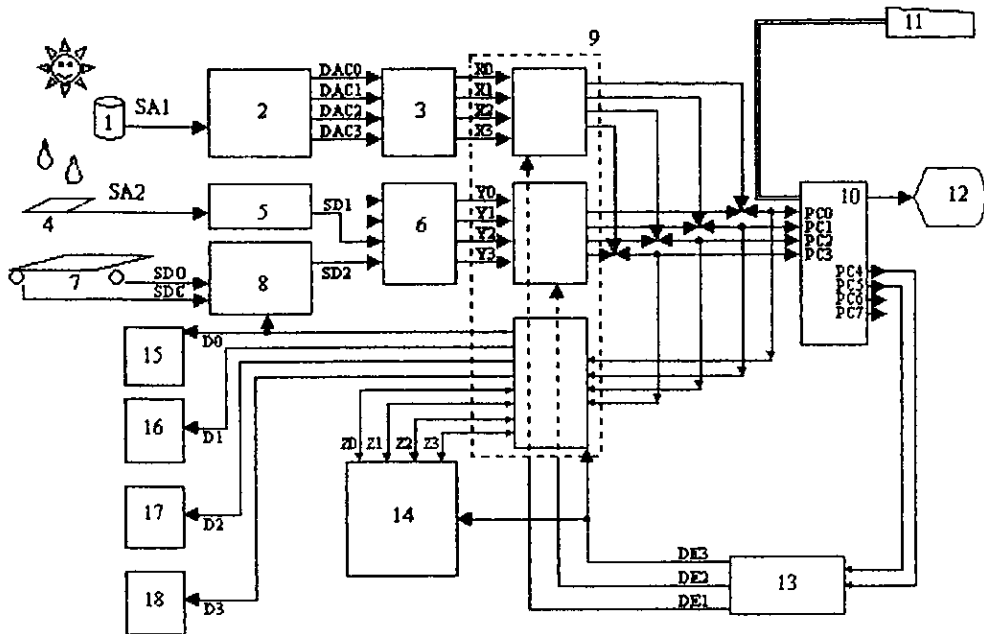 9
11
1
SA1
2
DAC0
DAC1
DAC2
DAC3
3
X0
X1
X2
X3
10
12
4
SA2
5
SD1
6
Y0
Y1
Y2
Y3
PC0
PC1
PC2
PC3
PC4
PC5
PC6
PC7
7
SDO
SDC
8
SD2
15
D0
16
D1
Z0
Z1
Z2
Z3
14
17
D2
18
D3
DE3
DE2
DE1
13